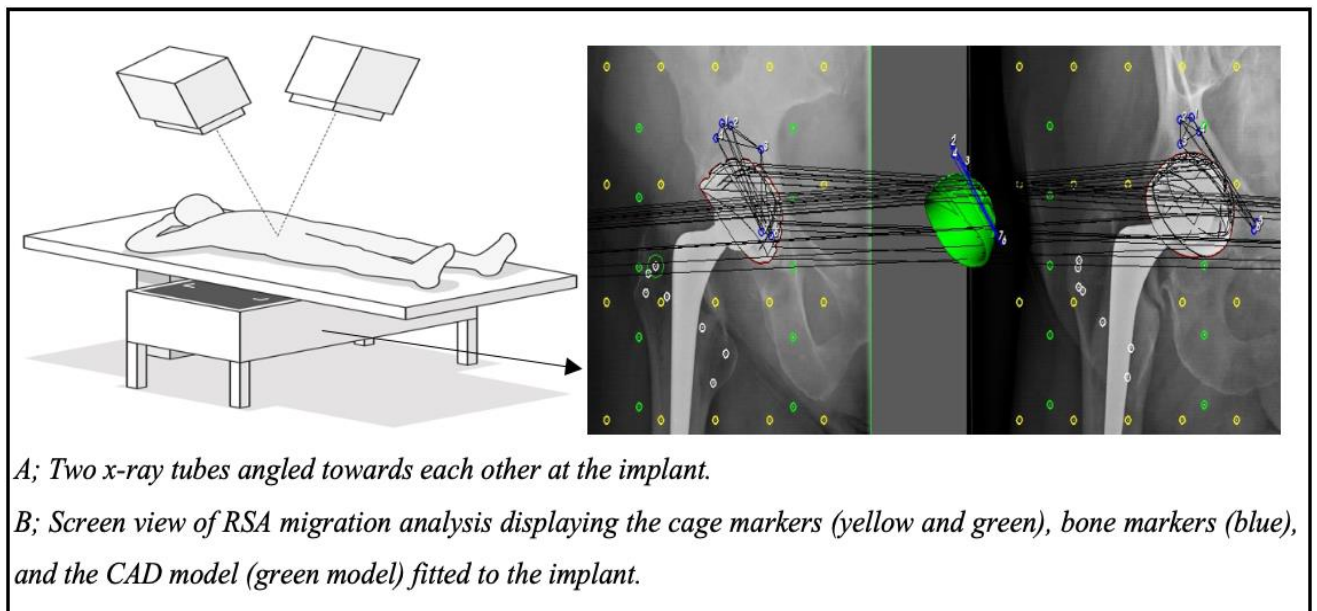 A; Two x-ray tubes angled towards each other at the implant.
B; Screen view of RSA migration analysis displaying the cage markers (yellow and green), bone markers (blue),
and the CAD model (green model) fitted to the implant.